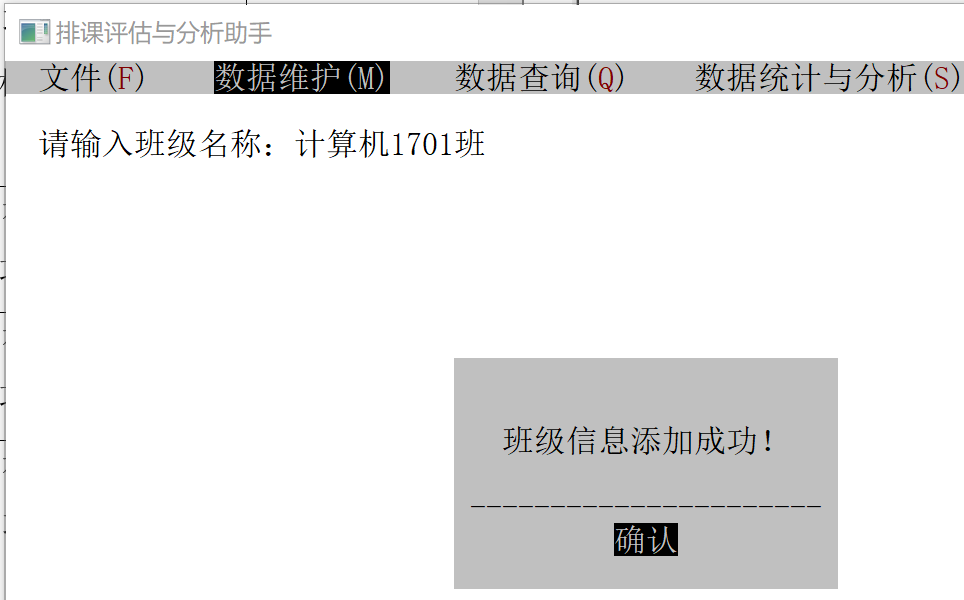 排课评估与分析助手
文件(F) 数据维护(M) 数据查询(Q) 数据统计与分析(S)
请输入班级名称：计算机1701班
班级信息添加成功!
确认